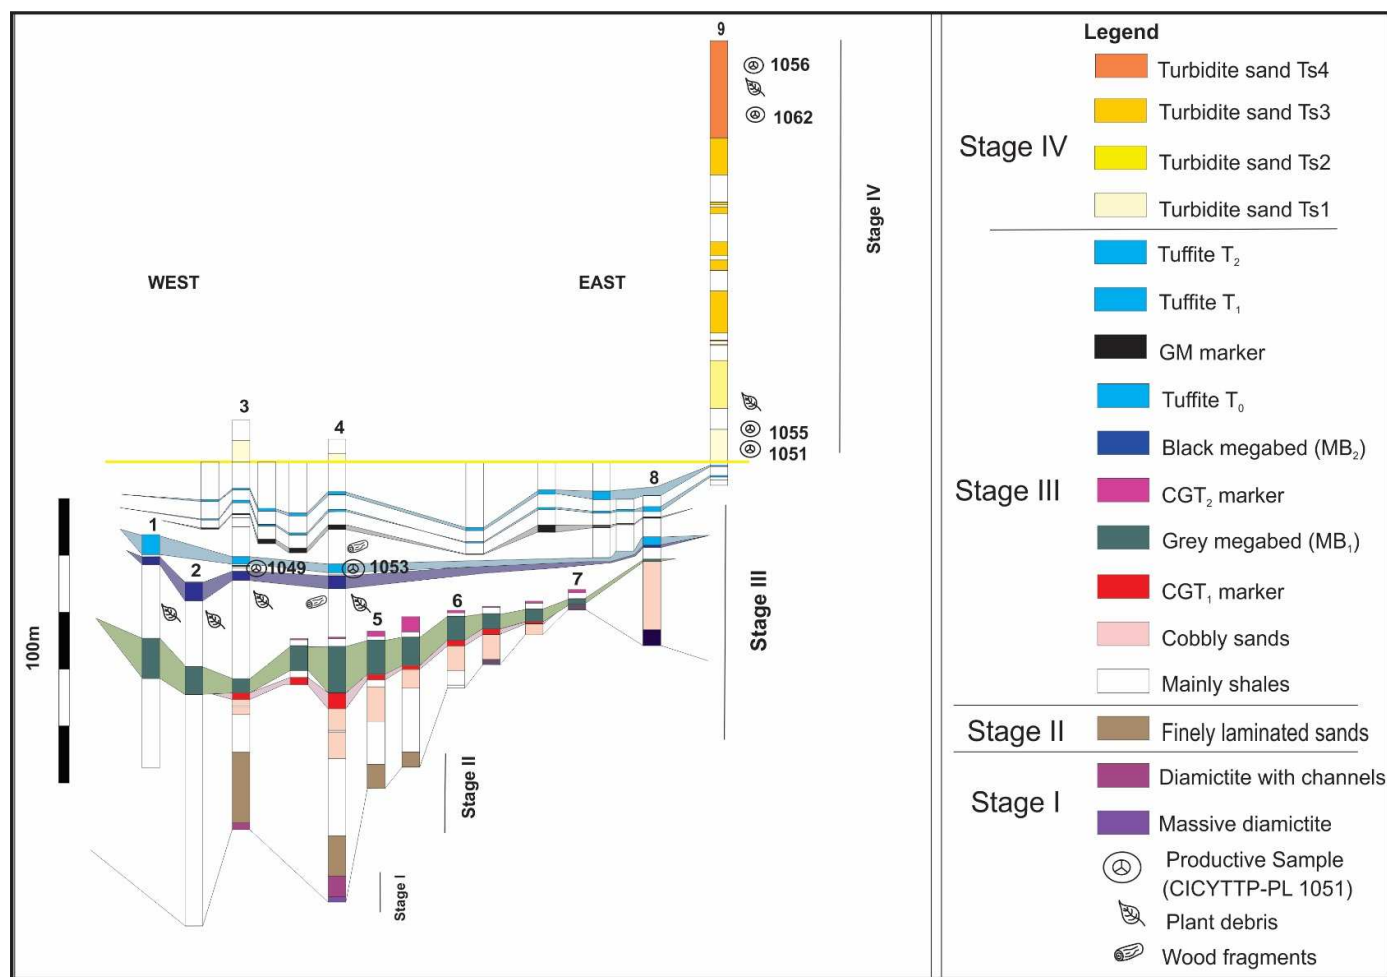 9
1056
1062
Stage IV
WEST
EAST
3
4
1055
1051
8
1
2
1049
1053
7
6
5
100m
Stage III
Stage II
Stage I
Legend
Turbidite sand Ts4
Turbidite sand Ts3
Stage IV
Turbidite sand Ts2
Turbidite sand Ts1
Tuffite T2
Tuffite T1
GM marker
Tuffite T0
Black megabed (MB2)
Stage III
CGT2 marker
Grey megabed (MB1)
CGT1 marker
Cobbly sands
Mainly shales
Stage II
Finely laminated sands
Stage I
Diamictite with channels
Massive diamictite
Productive Sample
(CICYTTP-PL 1051)
Plant debris
Wood fragments